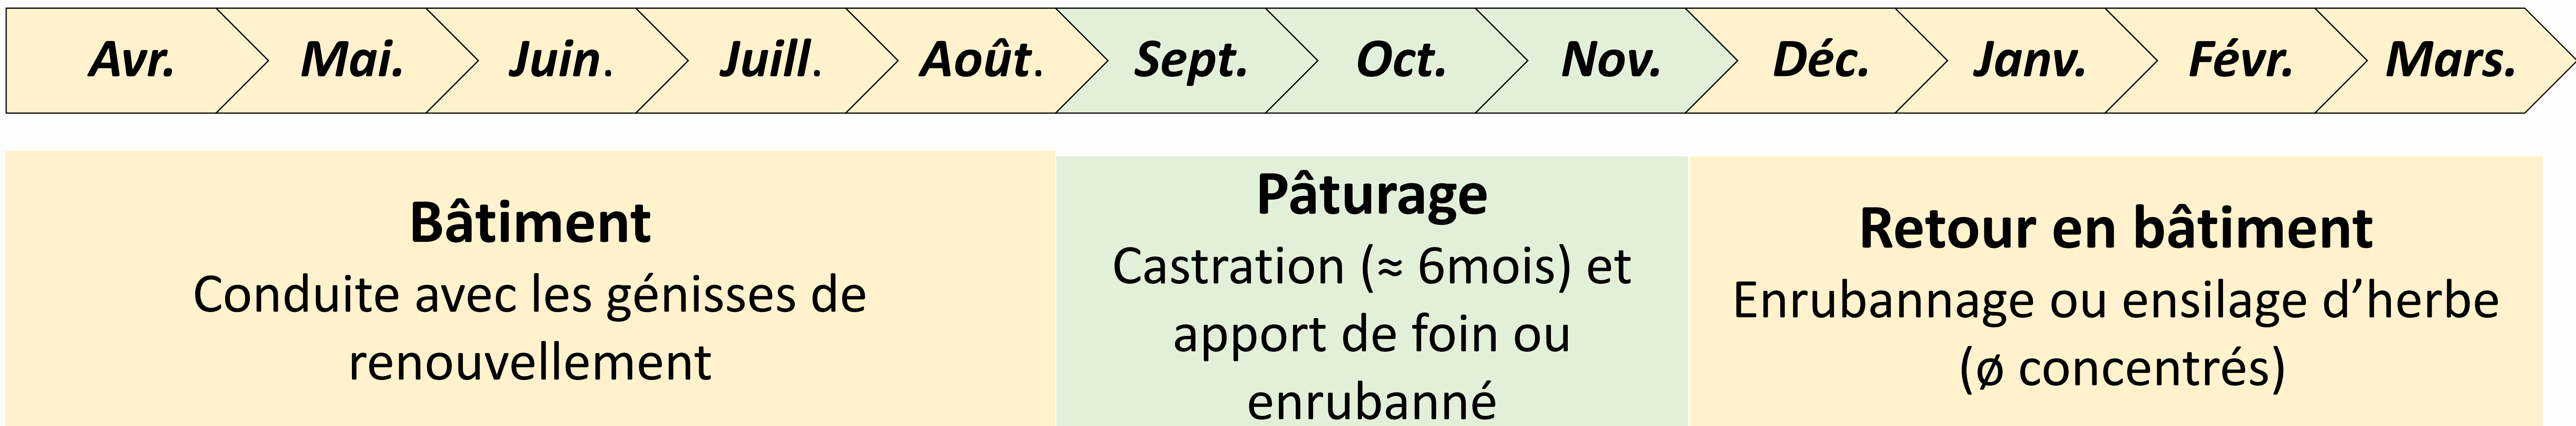 Avr. Mai. Juin. Juill. Août. Sept. Oct. Nov. Déc. Janv. Févr. Mars.
Bâtiment
Conduite avec les génisses de
renouvellement
Pâturage
Castration (≈ 6mois) et
apport de foin ou
enrubanné
Retour en bâtiment
Enrubannage ou ensilage d’herbe
(ø concentrés)